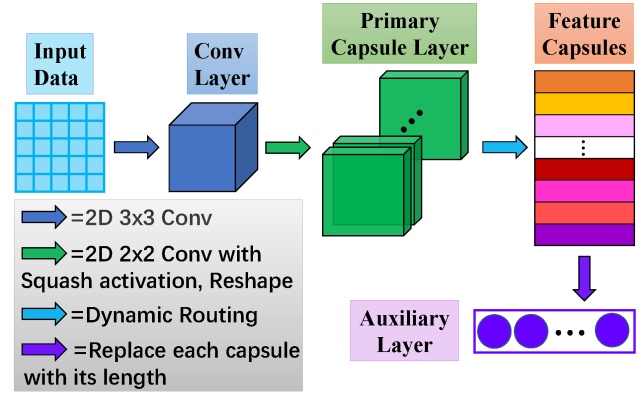 Input
Data
Conv
Layer
Primary
Capsule Layer
Feature
Capsules
=2D 3x3 Conv
=2D 2x2 Conv with
Squash activation, Reshape
=Dynamic Routing
=Replace each capsule
with its length
Auxiliary
Layer